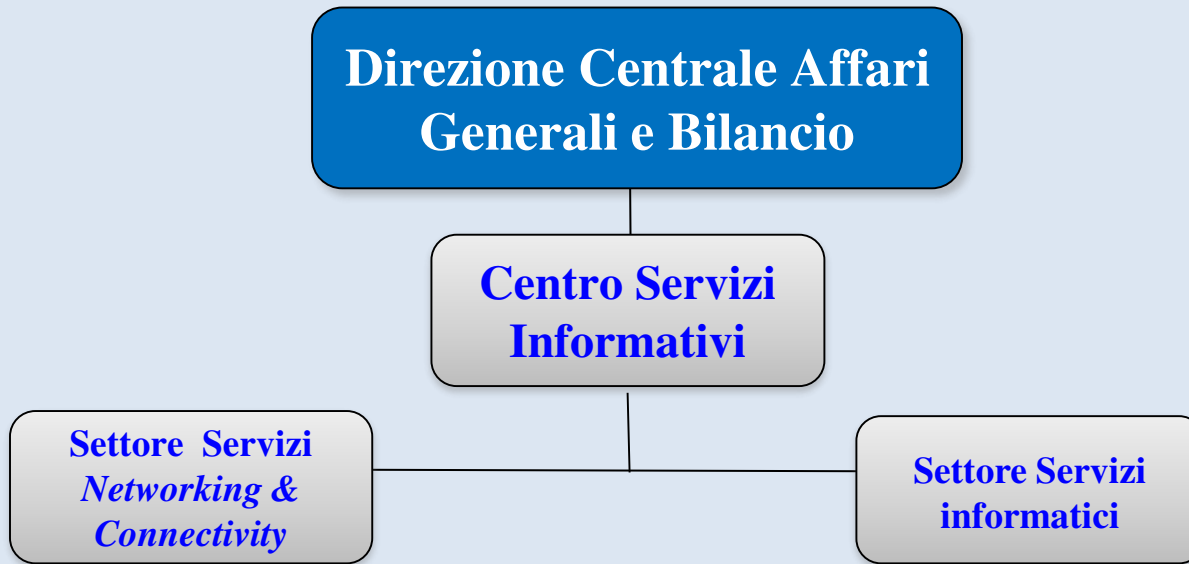 Direzione Centrale Affari
Generali e Bilancio
Centro Servizi
Informativi
Settore Servizi
Networking &
Connectivity
Settore Servizi
informatici